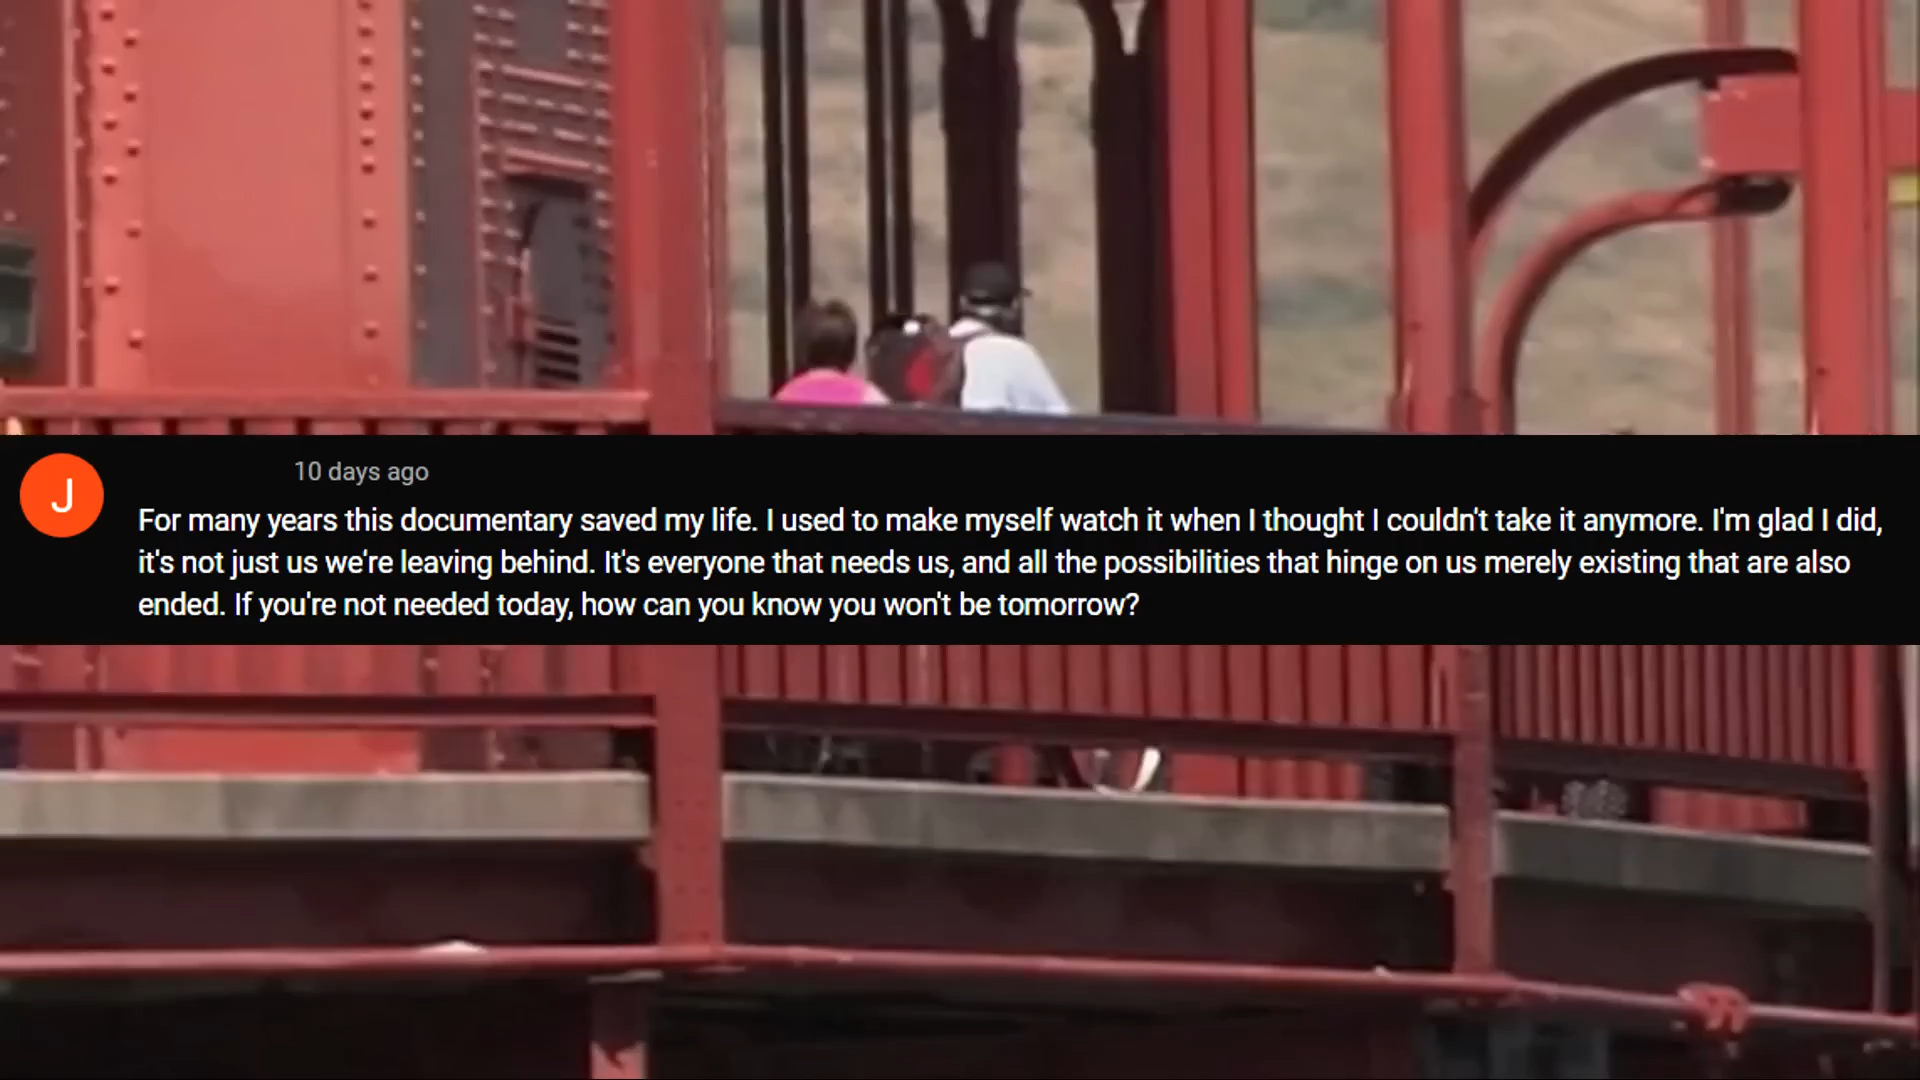 J
10 days ago
For many years this documentary saved my life. I used to make myself watch it when I thought I couldn't take it anymore. I'm glad I did,
it's not just us we're leaving behind. It's everyone that needs us, and all the possibilities that hinge on us merely existing that are also
ended. If you're not needed today, how can you know you won't be tomorrow?